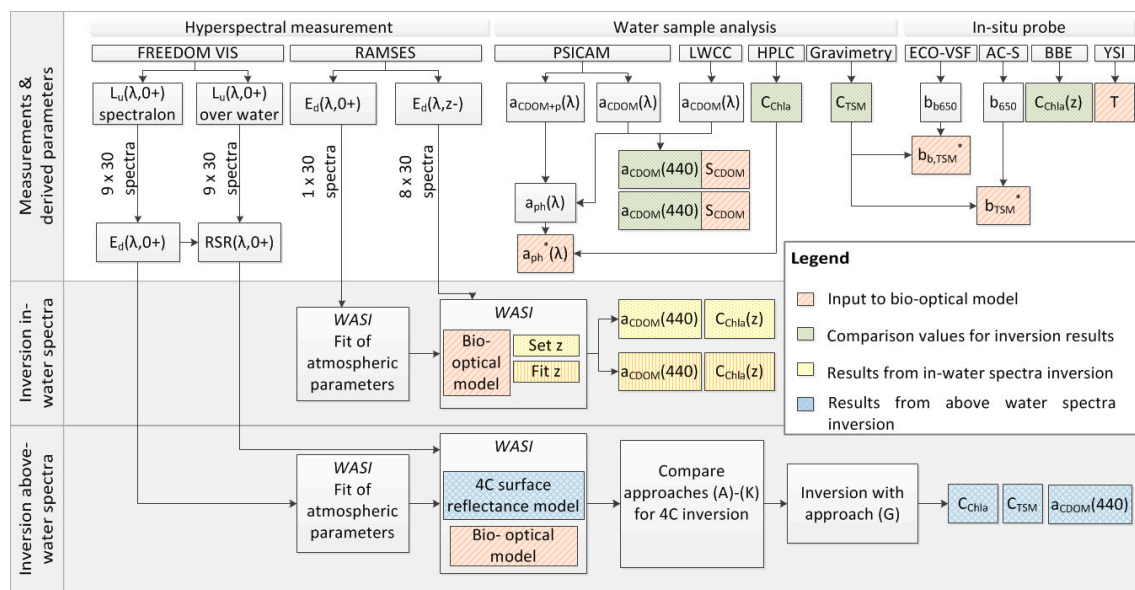 Hyperspectral measurement
Water sample analysis
In-situ probe
FREEDOM VIS
RAMSES
PSICAM
LWCC
HPLC
Gravimetry
ECO-VSF
AC-S
BBE
YSI
Measurements &
derived parameters
Lu(λ,0+)
spectralon
Lu(λ,0+)
over water
Ed(λ,0+)
Ed(λ,z-)
aCDOM+p(λ)
aCDOM(λ)
aCDOM(λ)
CChla
CTSM
bb650
b650
CChla(z)
T
9 x 30
spectra
9 x 30
spectra
1 x 30
spectra
8 x 30
spectra
bb,TSM*
aCDOM(440)
SCDOM
aph(λ)
bTSM*
aCDOM(440)
SCDOM
Ed(λ,0+)
RSR(λ,0+)
aph*(λ)
Legend
Input to bio-optical model
Comparison values for inversion results
Results from in-water spectra inversion
Results from above water spectra
inversion
Inversion in-
water spectra
WASI
Fit of
atmospheric
parameters
WASI
Bio-
optical
model
Set z
Fit z
aCDOM(440)
CChla(z)
aCDOM(440)
CChla(z)
Inversion above-
water spectra
WASI
Fit of
atmospheric
parameters
WASI
4C surface
reflectance model
Bio- optical
model
Compare
approaches (A)-(K)
for 4C inversion
Inversion with
approach (G)
CChla
CTSM
aCDOM(440)